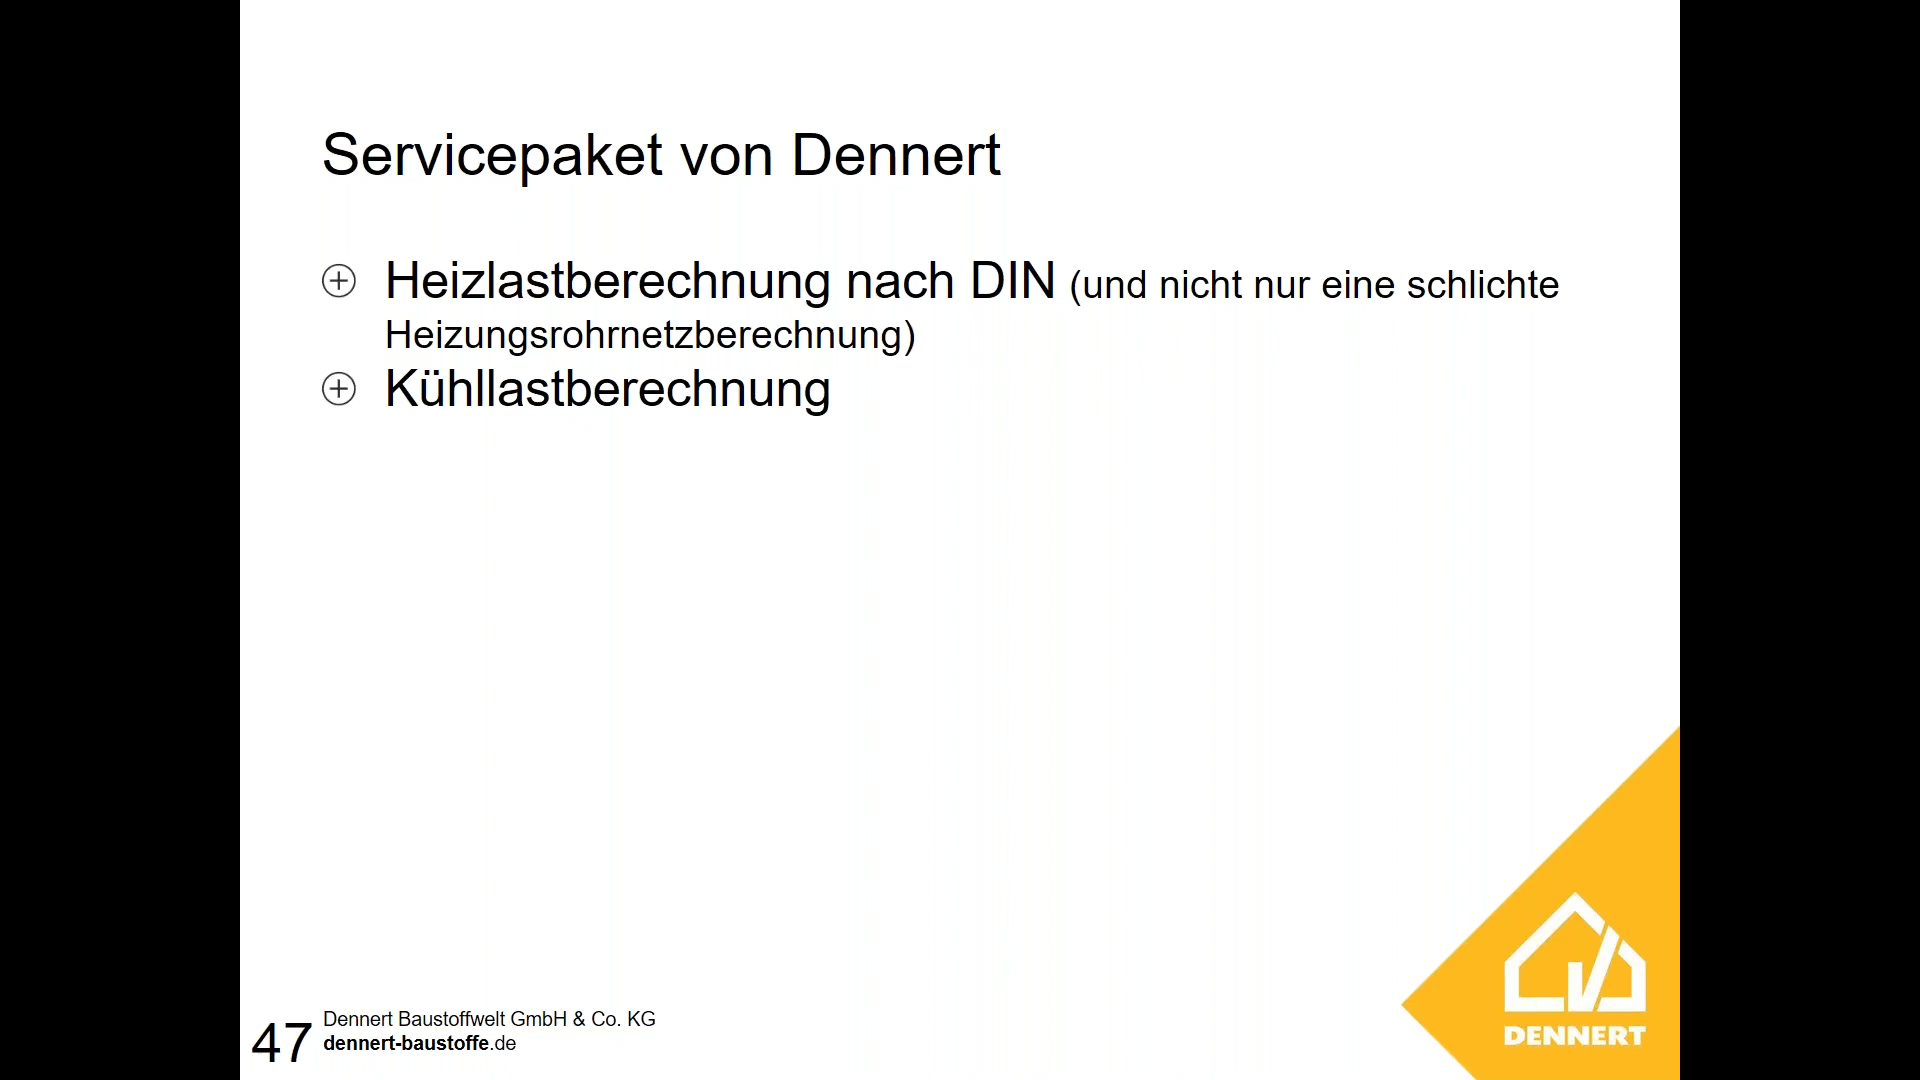 Servicepaket von Dennert
Heizlastberechnung nach DIN (und nicht nur eine schlichte
Heizungsrohrnetzberechnung)
Kühllastberechnung
47
Dennert Baustoffwelt GmbH & Co. KG
dennert-baustoffe.de
DENNERT